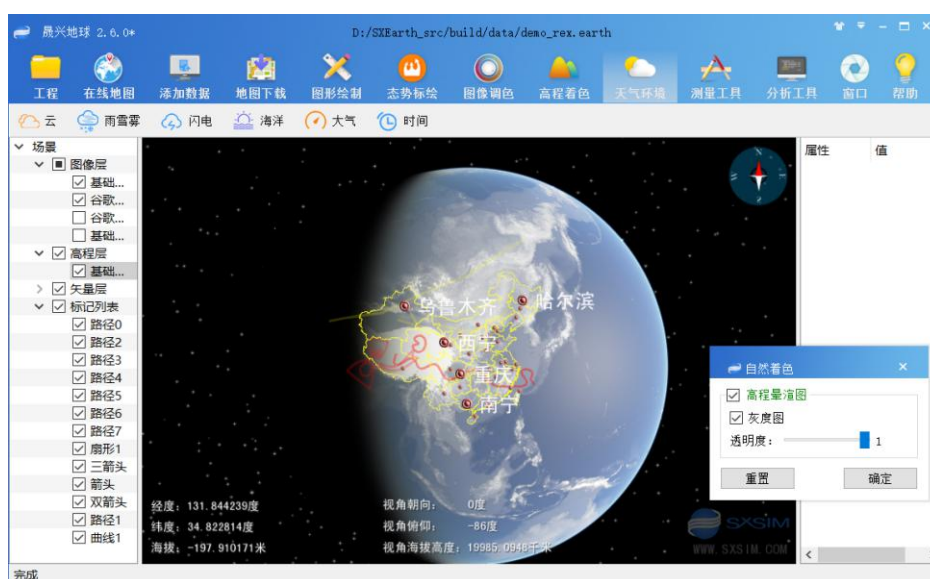 晟兴地球 2.6.0*
D:/SXEarth_src/build/data/demo_rex.earth
工程 在线地图 添加数据 地图下载 图形绘制 态势标绘 图像调色 高程着色 天气环境 测量工具 分析工具 窗口 帮助
云 雨雪雾 闪电 海洋 大气 时间
场景
图像层
基础...
谷歌...
谷歌...
基础...
高程层
基础...
矢量层
标记列表
路径0
路径2
路径3
路径4
路径5
路径6
路径7
扇形1
三箭头
箭头
双箭头
路径1
曲线1
N
乌鲁木齐
哈尔滨
西宁
重庆
南宁
经度: 131.844239度
纬度: 34.822814度
海拔: -197.910171米
视角朝向: 0度
视角俯仰: -86度
视角海拔高度: 19985.0948千米
SXSIM
WWW.SXSIM.COM
属性 值
自然着色
高程晕渲图
灰度图
透明度: 1
重置 确定
完成